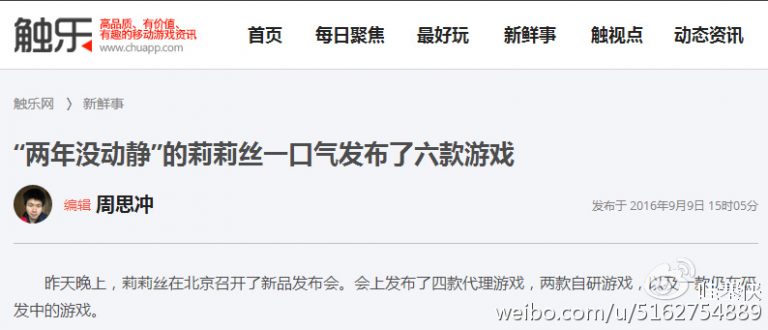 触乐 高品质、有价值、
有趣的移动游戏资讯
www.chuapp.com
首页 每日聚焦 最好玩 新鲜事 触视点 动态资讯
触乐网 〉 新鲜事
“两年没动静”的莉莉丝一口气发布了六款游戏
编辑 周思冲
发布于 2016年9月9日 15时05分
昨天晚上，莉莉丝在北京召开了新品发布会。会上发布了四款代理游戏，两款自研游戏，以及一款仍在研
发中的游戏。
weibo.com/u/5162754889